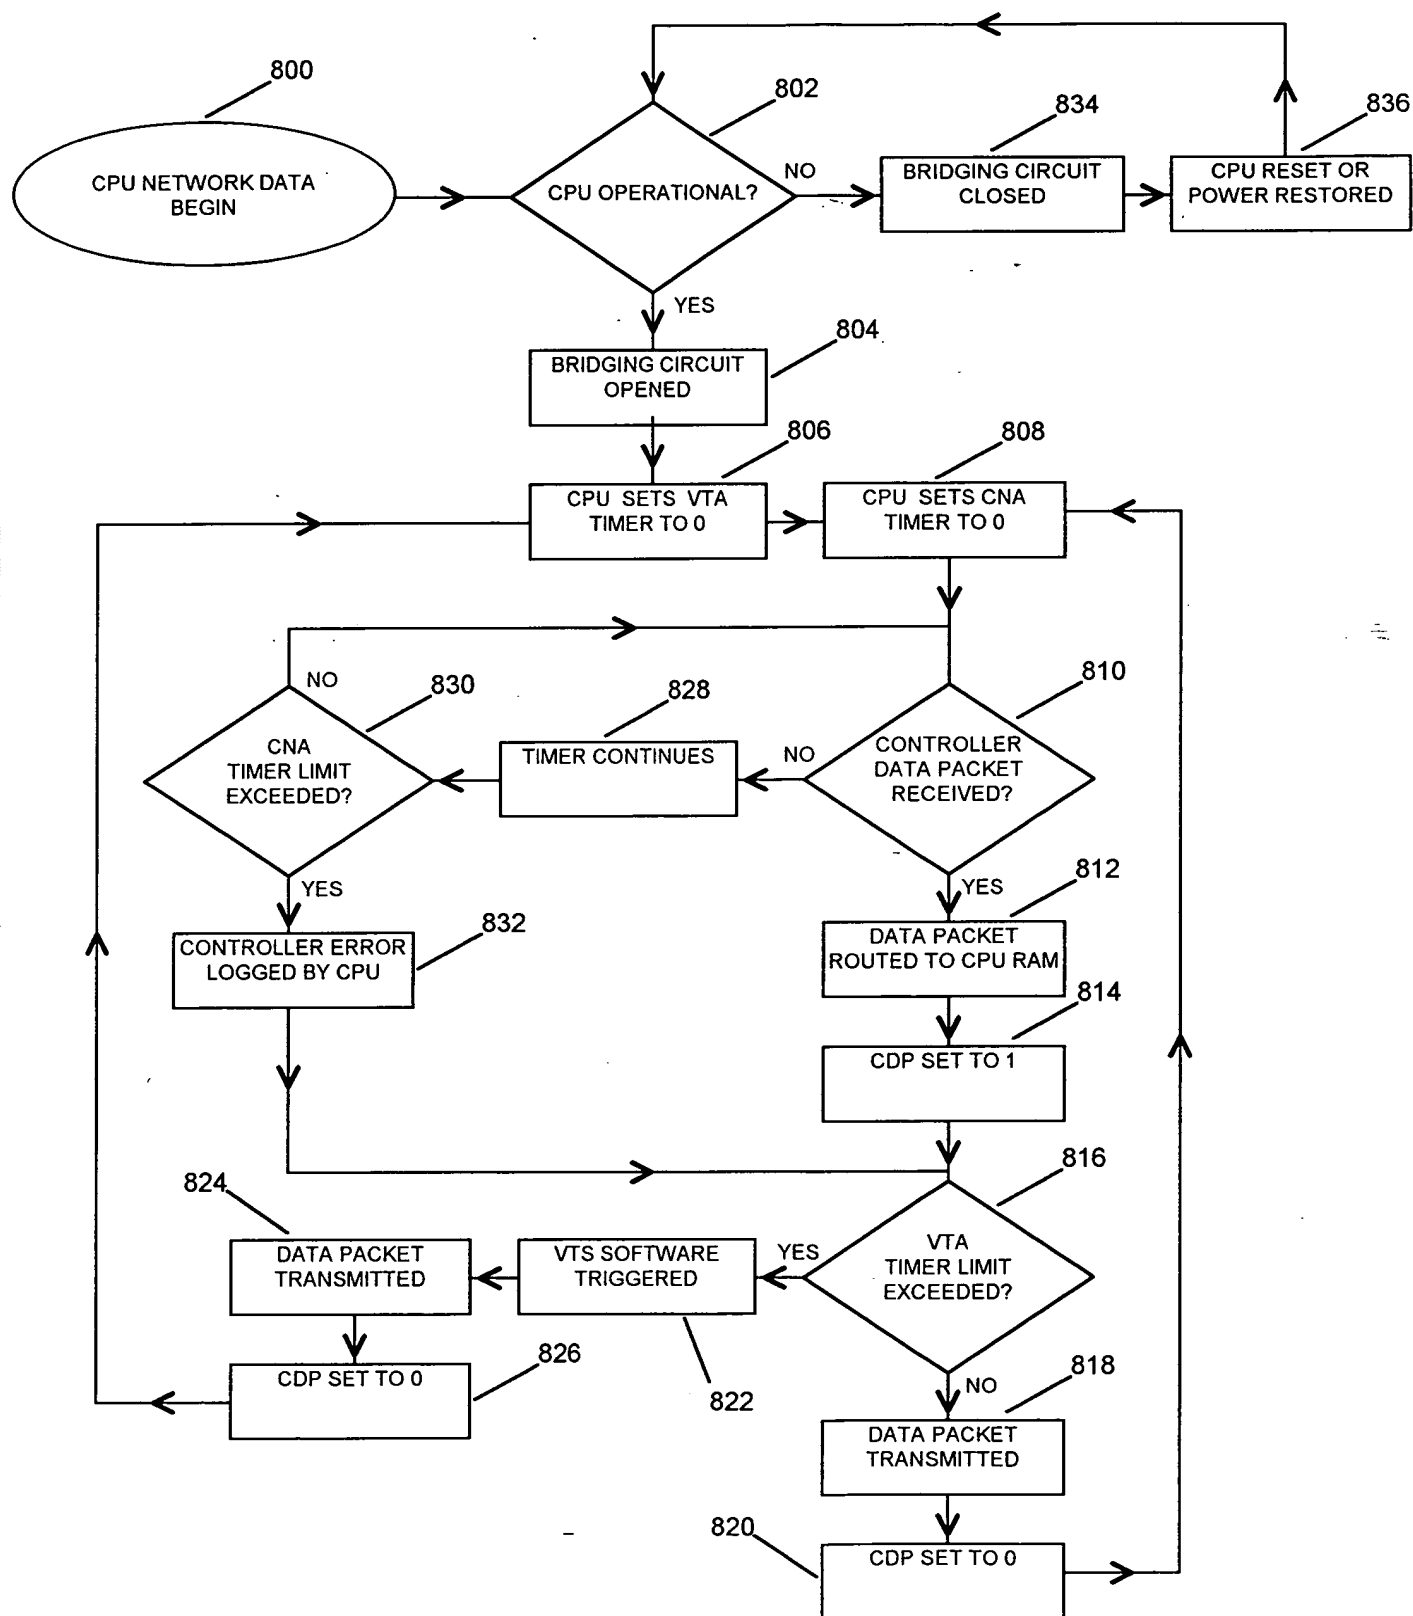 800
802
834
836
CPU NETWORK DATA
BEGIN
CPU OPERATIONAL?
NO
BRIDGING CIRCUIT
CLOSED
CPU RESET OR
POWER RESTORED
YES
804
BRIDGING CIRCUIT
OPENED
806
808
CPU SETS VTA
TIMER TO 0
CPU SETS CNA
TIMER TO 0
NO
830
828
810
CNA
TIMER LIMIT
EXCEEDED?
TIMER CONTINUES
NO
CONTROLLER
DATA PACKET
RECEIVED?
YES
832
YES
812
CONTROLLER ERROR
LOGGED BY CPU
DATA PACKET
ROUTED TO CPU RAM
814
CDP SET TO 1
824
816
DATA PACKET
TRANSMITTED
VTS SOFTWARE
TRIGGERED
YES
VTA
TIMER LIMIT
EXCEEDED?
826
822
CDP SET TO 0
NO
818
DATA PACKET
TRANSMITTED
820
CDP SET TO 0